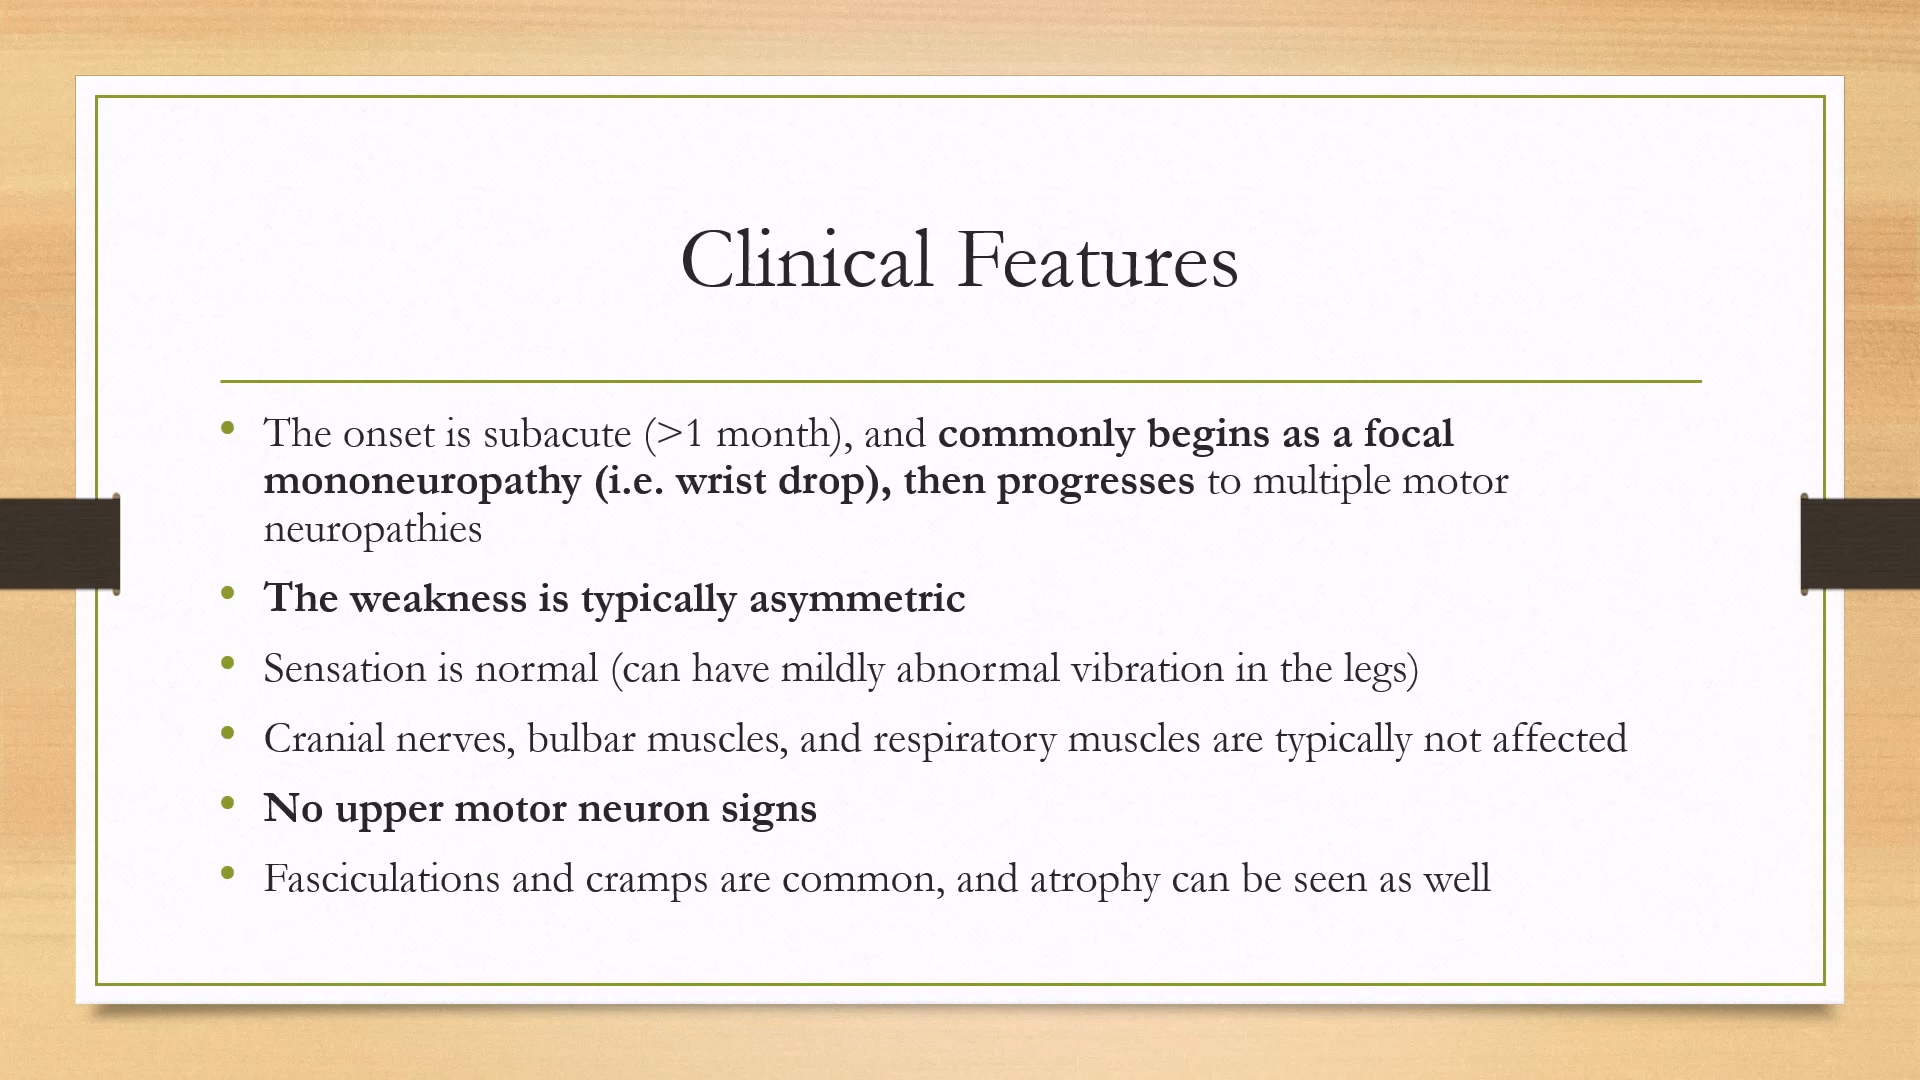 Clinical Features
• The onset is subacute (>1 month), and commonly begins as a focal
mononeuropathy (i.e. wrist drop), then progresses to multiple motor
neuropathies
• The weakness is typically asymmetric
• Sensation is normal (can have mildly abnormal vibration in the legs)
• Cranial nerves, bulbar muscles, and respiratory muscles are typically not affected
• No upper motor neuron signs
• Fasciculations and cramps are common, and atrophy can be seen as well